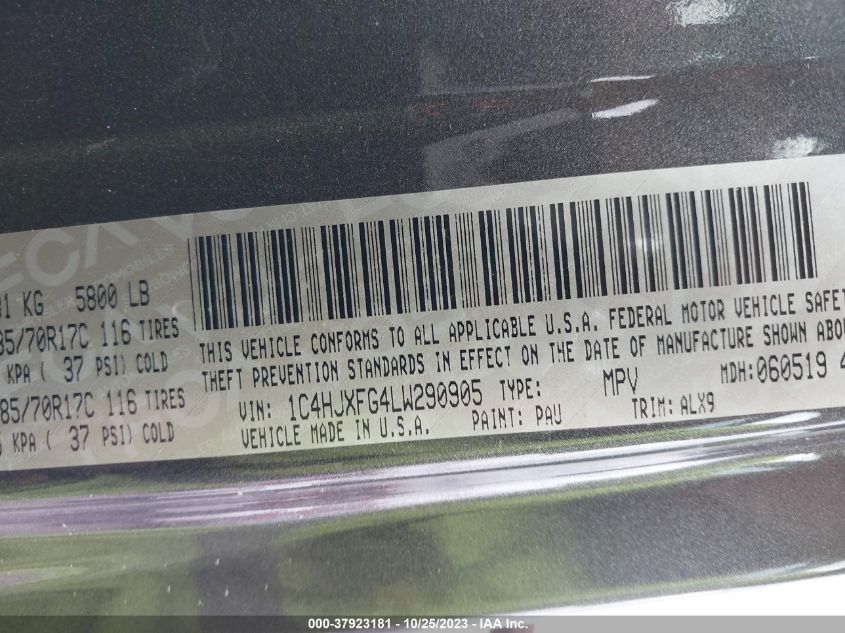 01 KG 5800 LB
85/70R17C 116 TIRES
KPA ( 37 PSI) COLD
85/70R17C 116 TIRES
KPA ( 37 PSI) COLD
THIS VEHICLE CONFORMS TO ALL APPLICABLE U.S.A. FEDERAL MOTOR VEHICLE SAFET
THEFT PREVENTION STANDARDS IN EFFECT ON THE DATE OF MANUFACTURE SHOWN ABO
VIN: 1C4HJXFG4LW290905 TYPE: MPV MDH:060519 4
VEHICLE MADE IN U.S.A. PAINT: PAU TRIM: ALX9
000-37923181 - 10/25/2023 - IAA Inc.